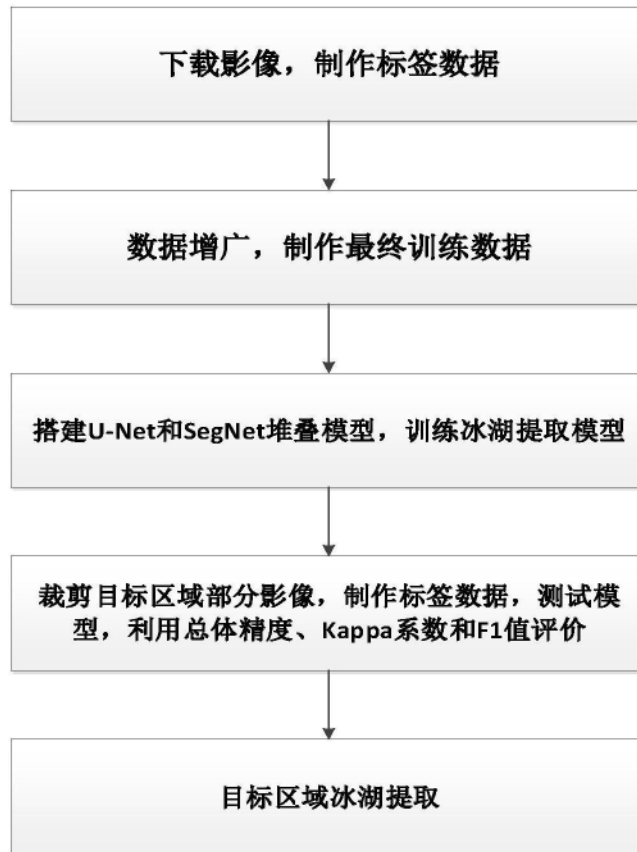 下载影像，制作标签数据
数据增广，制作最终训练数据
搭建U-Net和SegNet堆叠模型，训练冰湖提取模型
裁剪目标区域部分影像，制作标签数据，测试模
型，利用总体精度、Kappa系数和F1值评价
目标区域冰湖提取